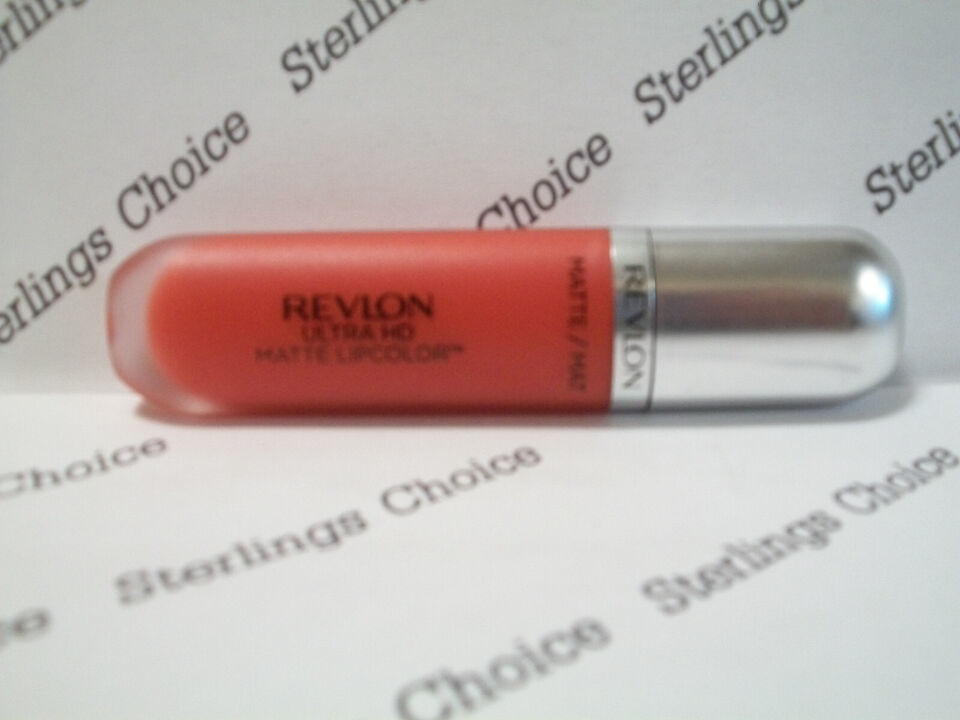 Sterlings
Sterlings
Sterlings Choice
Choice
Sterli
REVLON
ULTRA HD
MATTE LIPCOLOR™
MATTE / MAT
REVLON
Choice
Sterlings Choice
Sterlings Choice
Choice